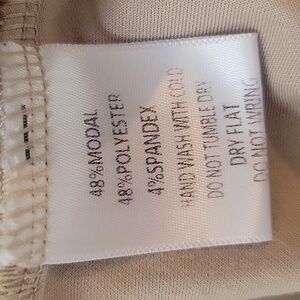 48%MODAL
48%POLYESTER
4%SPANDEX
HAND WASH WITH COLD
DO NOT TUMBLE DRY
DRY FLAT
DO NOT WRING